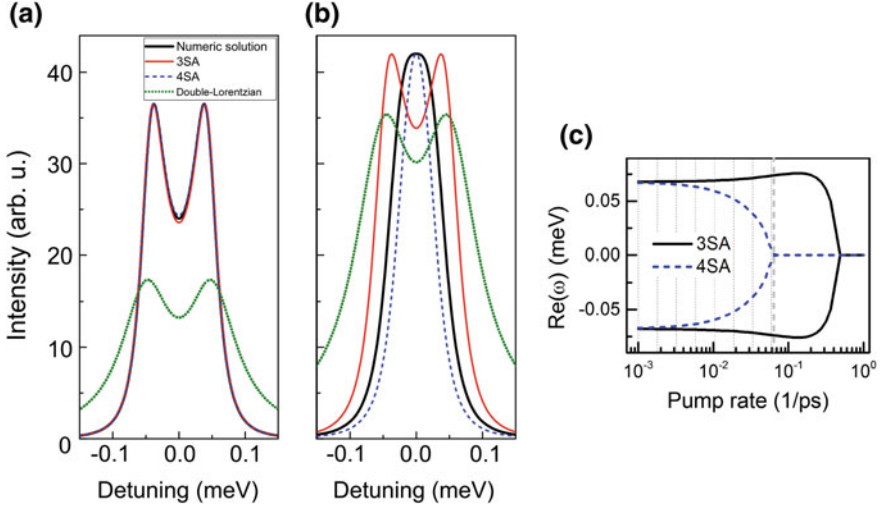 (a)
Numeric solution
3SA
4SA
Double-Lorentzian
Intensity (arb. u.)
40
30
20
10
0
-0.1 0.0 0.1
Detuning (meV)
(b)
-0.1 0.0 0.1
Detuning (meV)
(c)
Re(ω) (meV)
0.05
0.00
-0.05
3SA
4SA
10⁻³ 10⁻² 10⁻¹ 10⁰
Pump rate (1/ps)